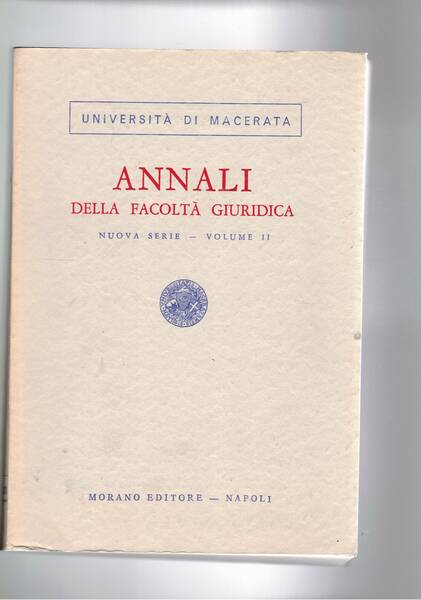 UNIVERSITÀ DI MACERATA
ANNALI
DELLA FACOLTÀ GIURIDICA
NUOVA SERIE — VOLUME II
MORANO EDITORE — NAPOLI